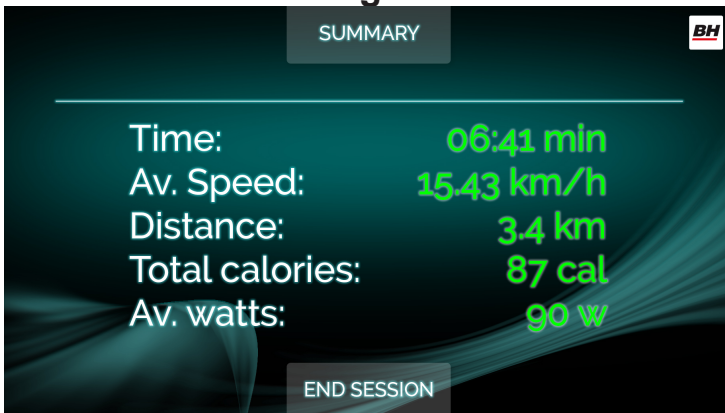 SUMMARY
BH
Time: 06:41 min
Av. Speed: 15.43 km/h
Distance: 3.4 km
Total calories: 87 cal
Av. watts: 90 w
END SESSION